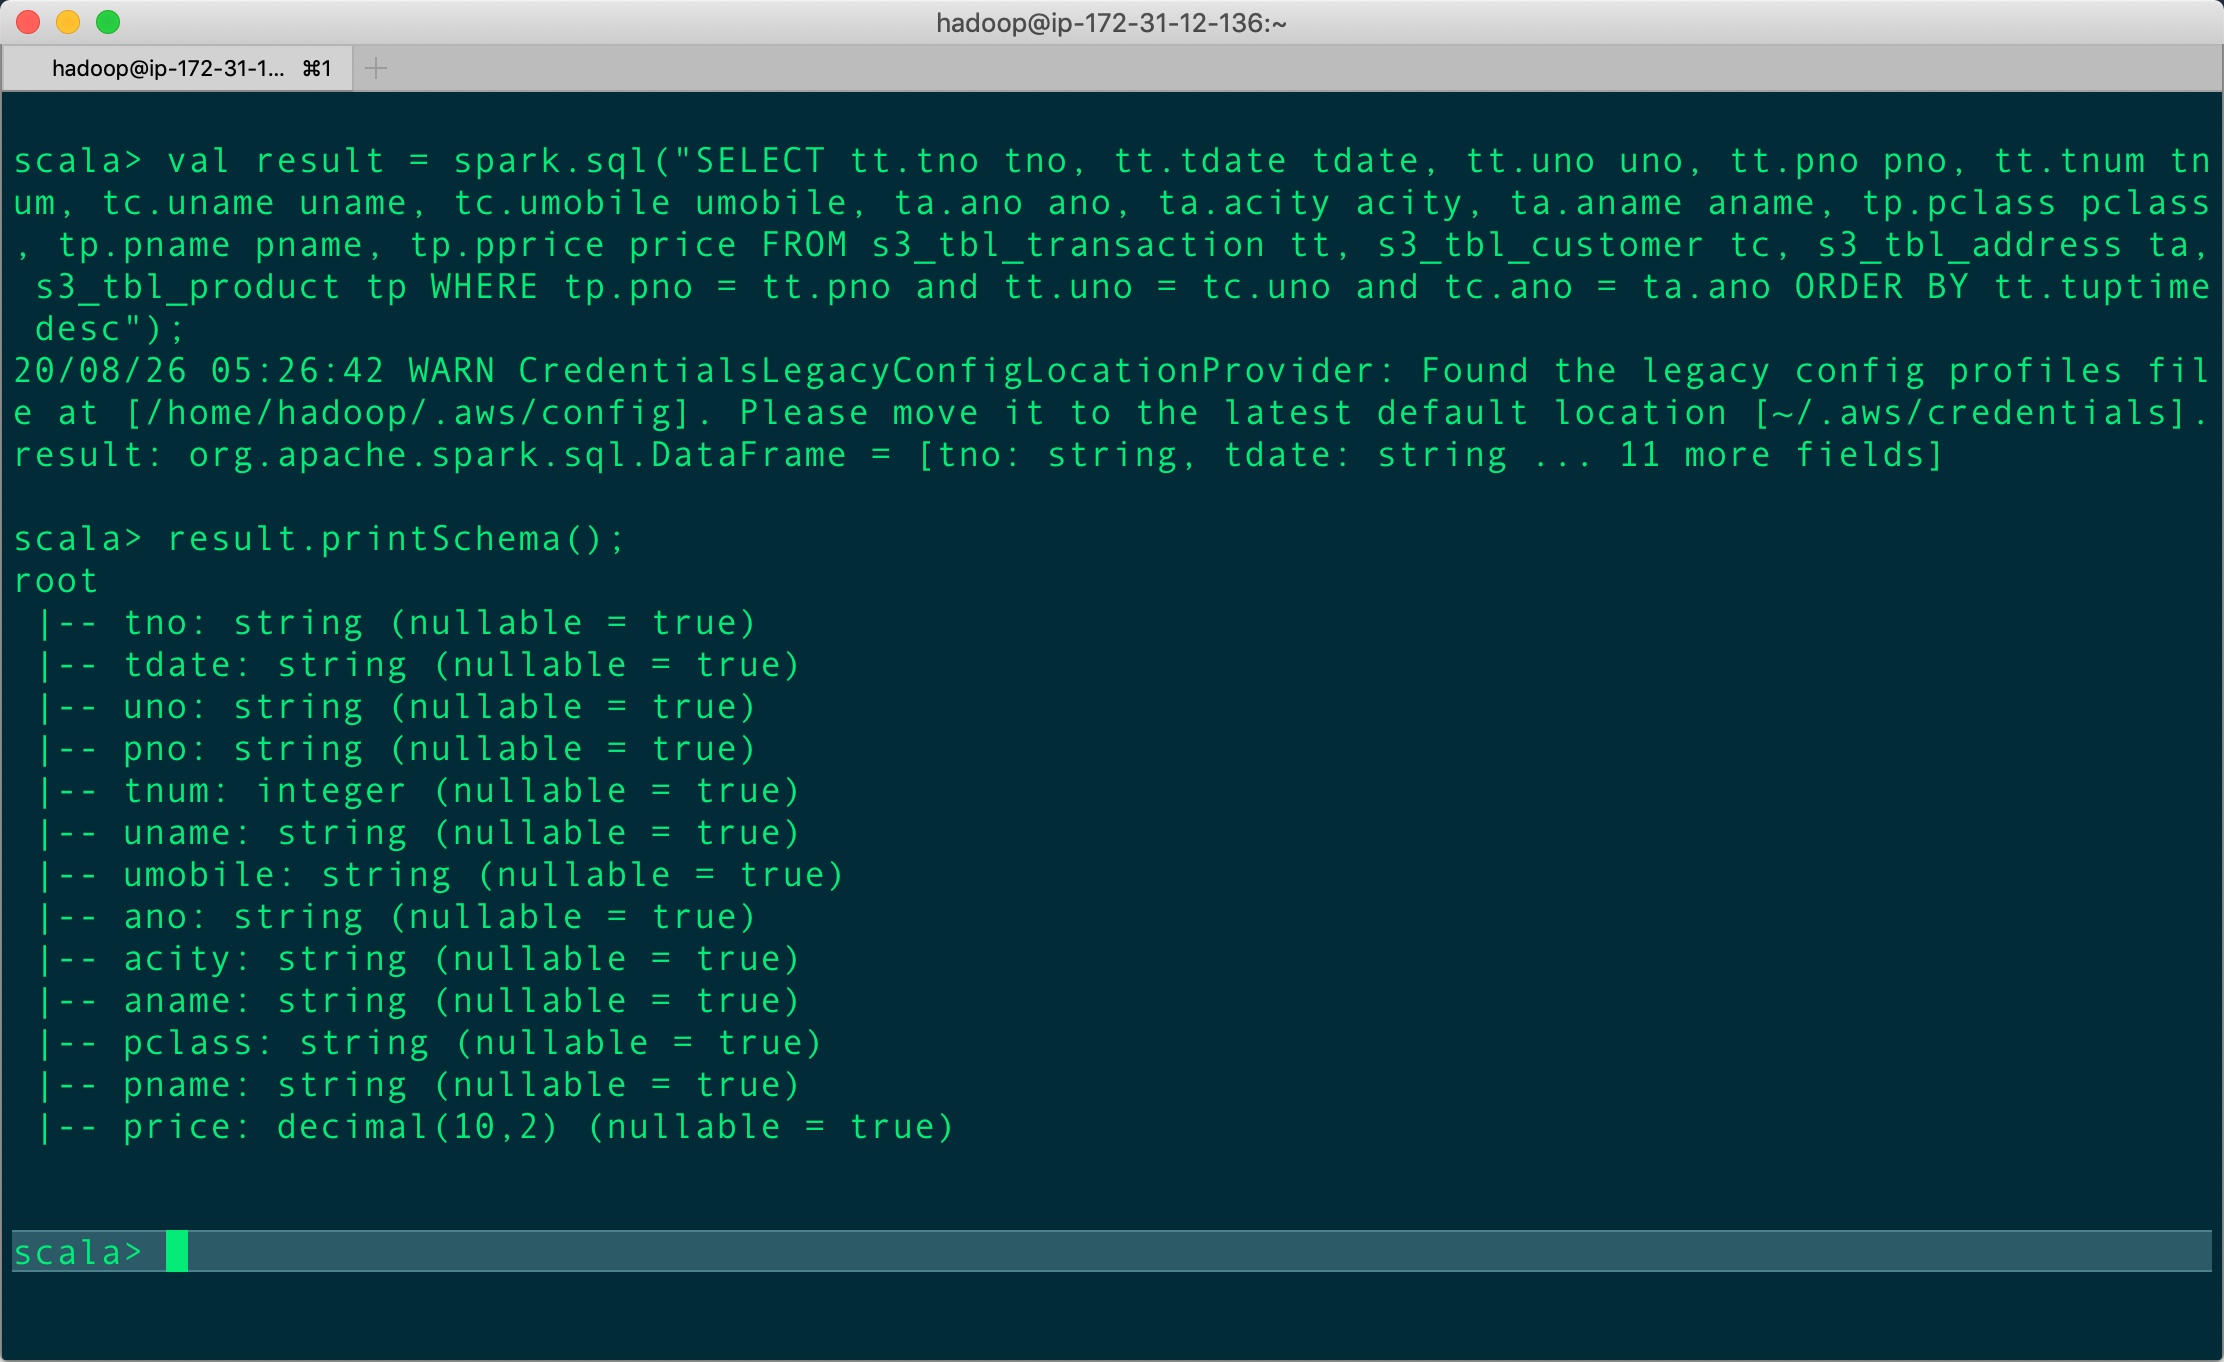 hadoop@ip-172-31-12-136:~
hadoop@ip-172-31-1... ⌘1
scala> val result = spark.sql("SELECT tt.tno tno, tt.tdate tdate, tt.uno uno, tt.pno pno, tt.tnum tn
um, tc.uname uname, tc.umobile umobile, ta.ano ano, ta.acity acity, ta.aname aname, tp.pclass pclass
, tp.pname pname, tp.pprice price FROM s3_tbl_transaction tt, s3_tbl_customer tc, s3_tbl_address ta,
 s3_tbl_product tp WHERE tp.pno = tt.pno and tt.uno = tc.uno and tc.ano = ta.ano ORDER BY tt.tuptime
 desc");
20/08/26 05:26:42 WARN CredentialsLegacyConfigLocationProvider: Found the legacy config profiles fil
e at [/home/hadoop/.aws/config]. Please move it to the latest default location [~/.aws/credentials].
result: org.apache.spark.sql.DataFrame = [tno: string, tdate: string ... 11 more fields]
scala> result.printSchema();
root
 |-- tno: string (nullable = true)
 |-- tdate: string (nullable = true)
 |-- uno: string (nullable = true)
 |-- pno: string (nullable = true)
 |-- tnum: integer (nullable = true)
 |-- uname: string (nullable = true)
 |-- umobile: string (nullable = true)
 |-- ano: string (nullable = true)
 |-- acity: string (nullable = true)
 |-- aname: string (nullable = true)
 |-- pclass: string (nullable = true)
 |-- pname: string (nullable = true)
 |-- price: decimal(10,2) (nullable = true)
scala>